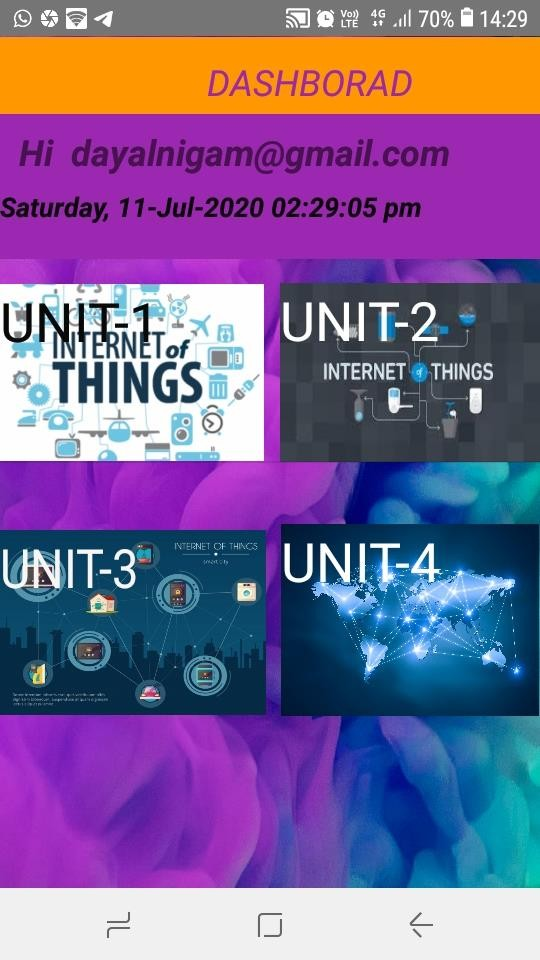 Vo)) LTE 4G 70% 14:29
DASHBORAD
Hi dayalnigam@gmail.com
Saturday, 11-Jul-2020 02:29:05 pm
UNIT-1
INTERNET of
THINGS
UNIT-2
INTERNET of THINGS
UNIT-3
INTERNET OF THINGS
smart city
UNIT-4